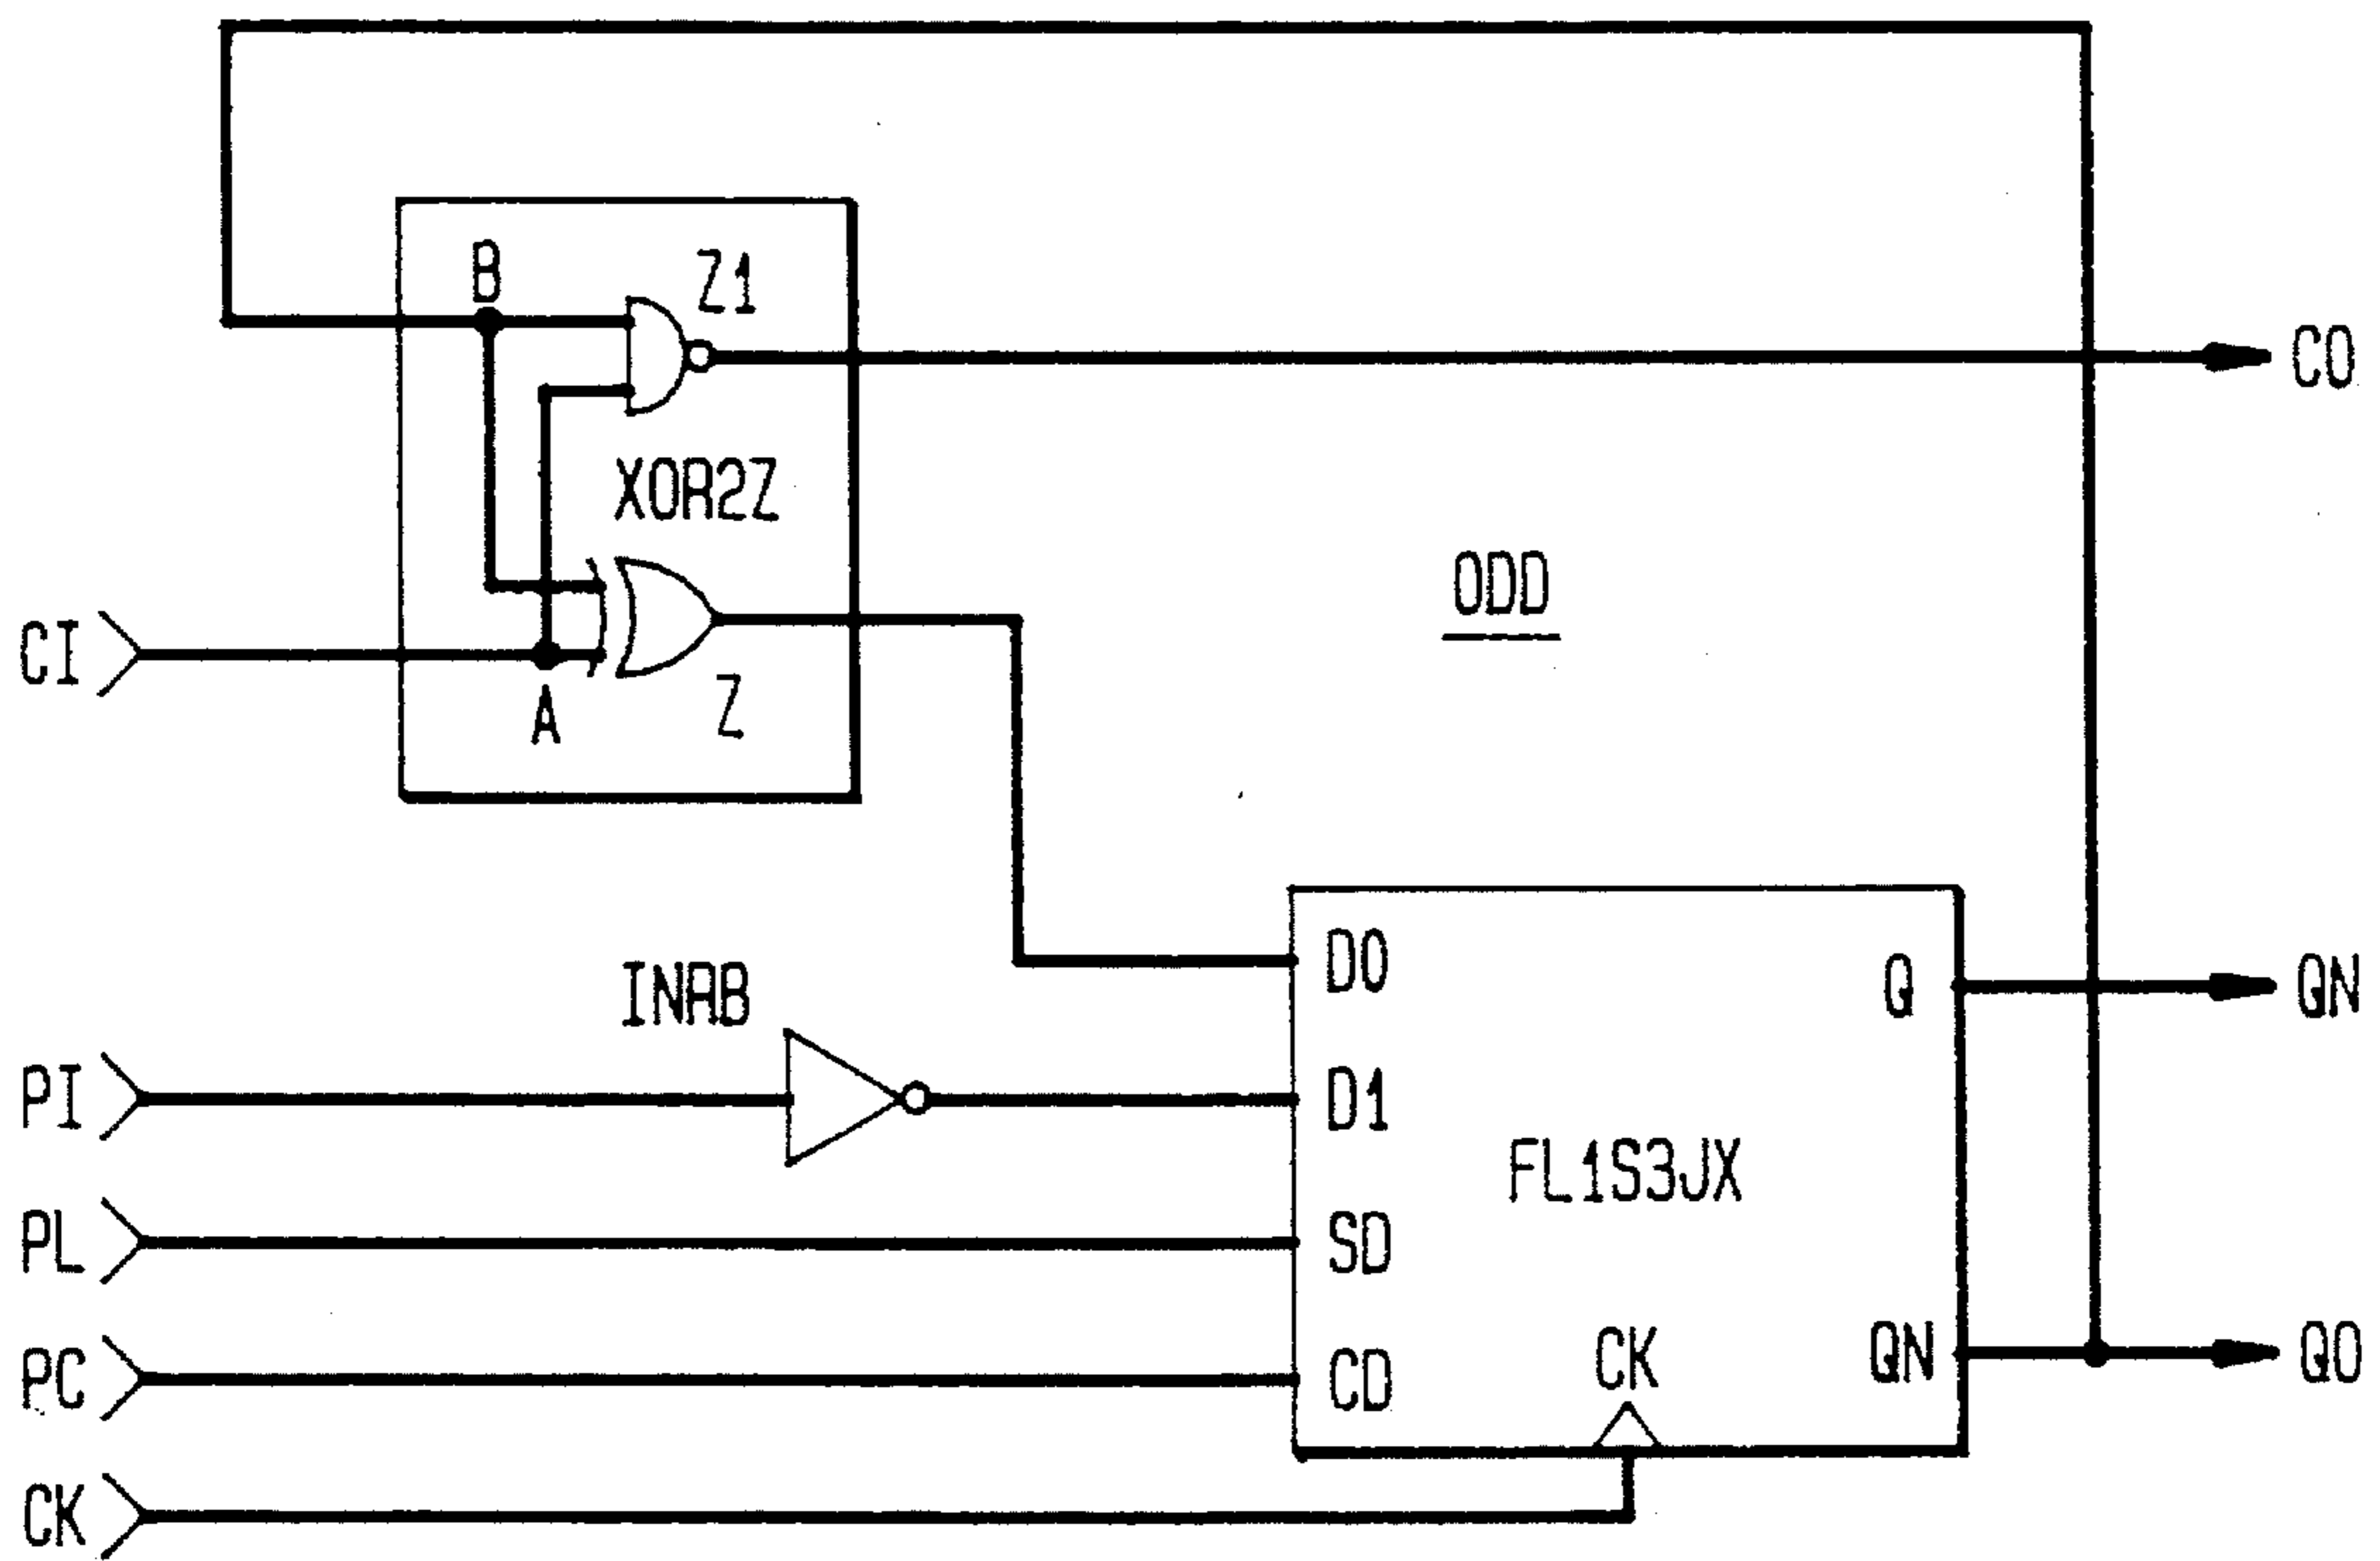 B
Z1
CO
XOR2Z
ODD
CI
A
Z
D0
Q
QN
INRB
PI
D1
FL1S3JX
PL
SD
PC
CD
CK
QN
QO
CK